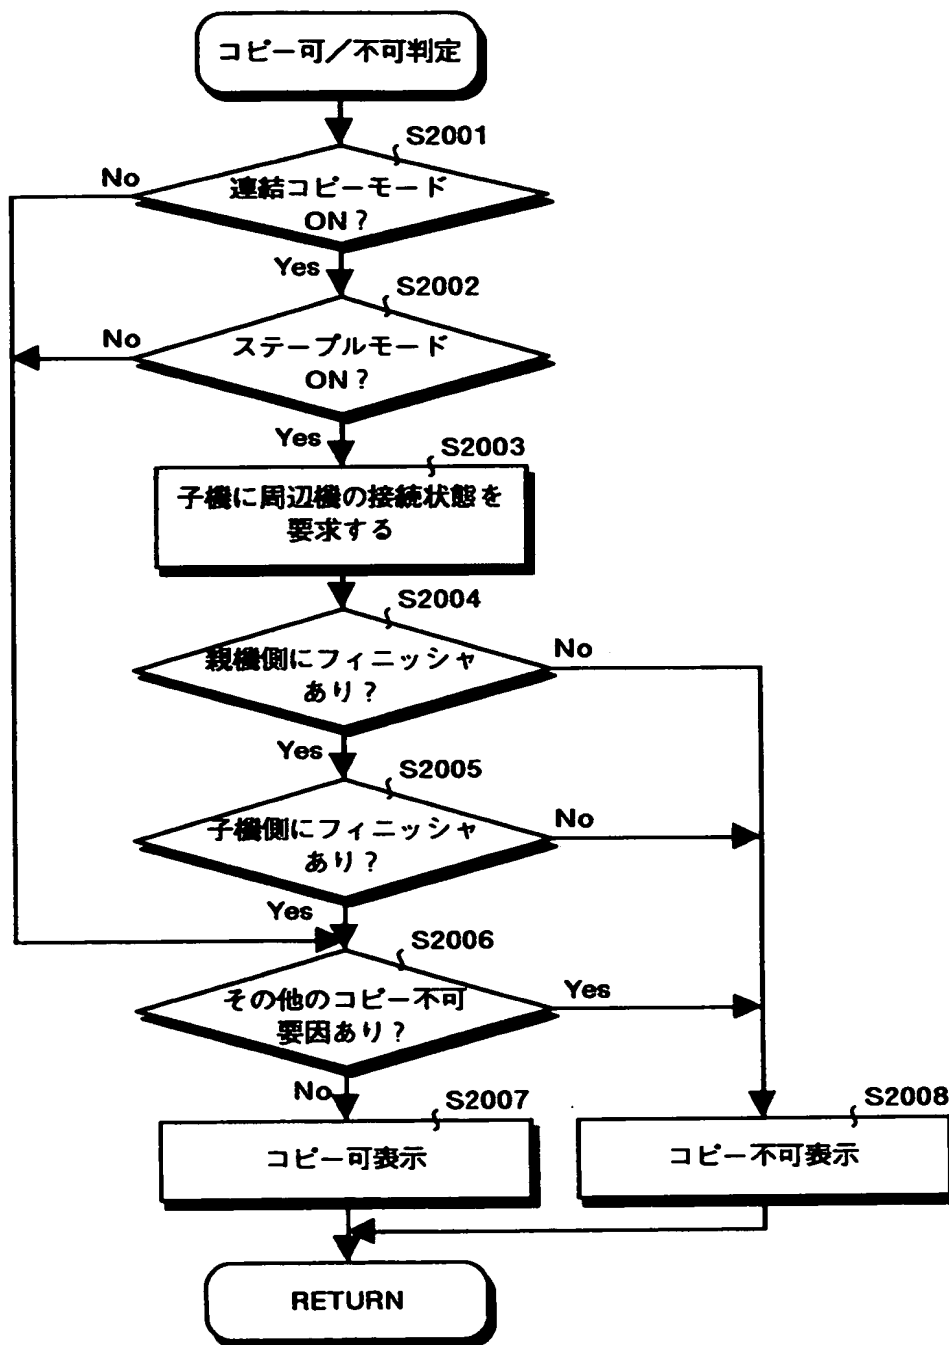 コピー可／不可判定
S2001
No
連結コピーモード
ON？
Yes
S2002
No
ステープルモード
ON？
Yes
S2003
子機に周辺機の接続状態を
要求する
S2004
親機側にフィニッシャ
あり？
No
Yes
S2005
子機側にフィニッシャ
あり？
No
Yes
S2006
その他のコピー不可
要因あり？
Yes
No
S2007
コピー可表示
S2008
コピー不可表示
RETURN